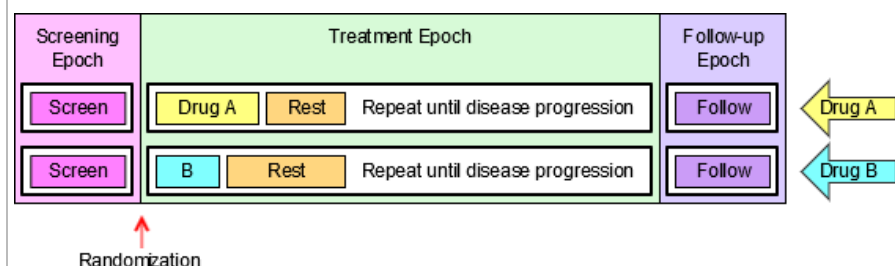 Screening
Epoch
Treatment Epoch
Follow-up
Epoch
Screen
Drug A
Rest
Repeat until disease progression
Follow
Drug A
Screen
B
Rest
Repeat until disease progression
Follow
Drug B
Randomization